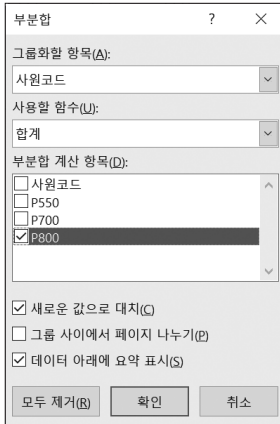 부분합 ? ×
그룹화할 항목(A):
사원코드
사용할 함수(U):
합계
부분합 계산 항목(D):
사원코드
P550
P700
P800
새로운 값으로 대치(C)
그룹 사이에서 페이지 나누기(P)
데이터 아래에 요약 표시(S)
모두 제거(R) 확인 취소